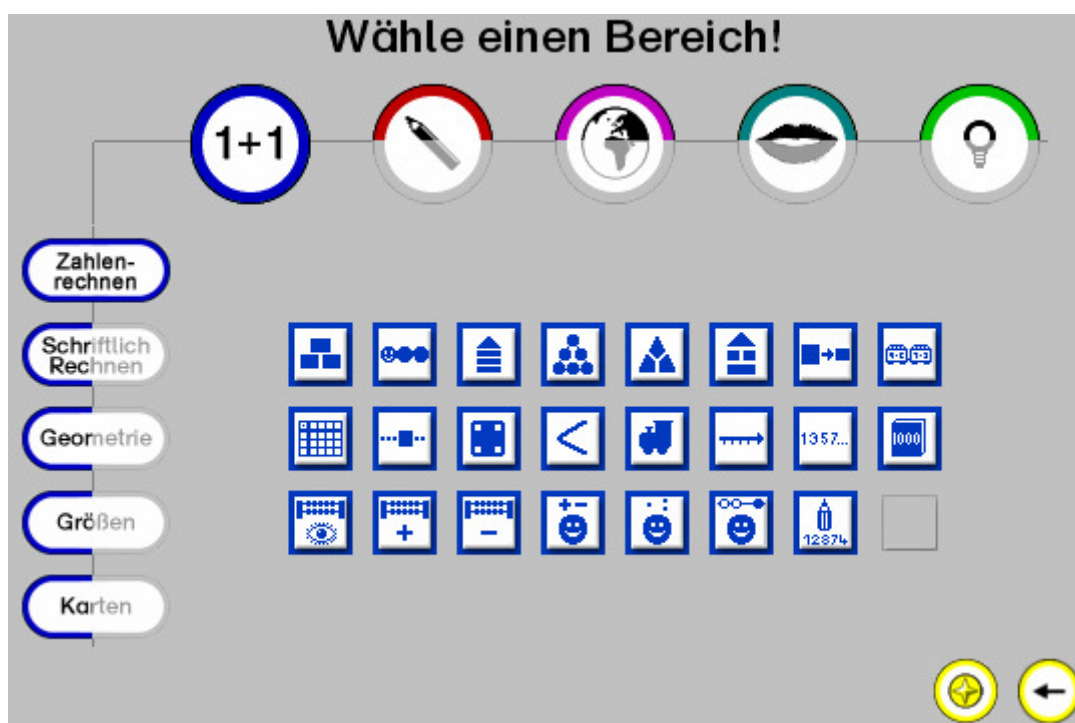 Wähle einen Bereich!
1+1
Zahlen-
rechnen
Schriftlich
Rechnen
Geometrie
Größen
Karten
1357...
1000
+
-
+-
:
12874